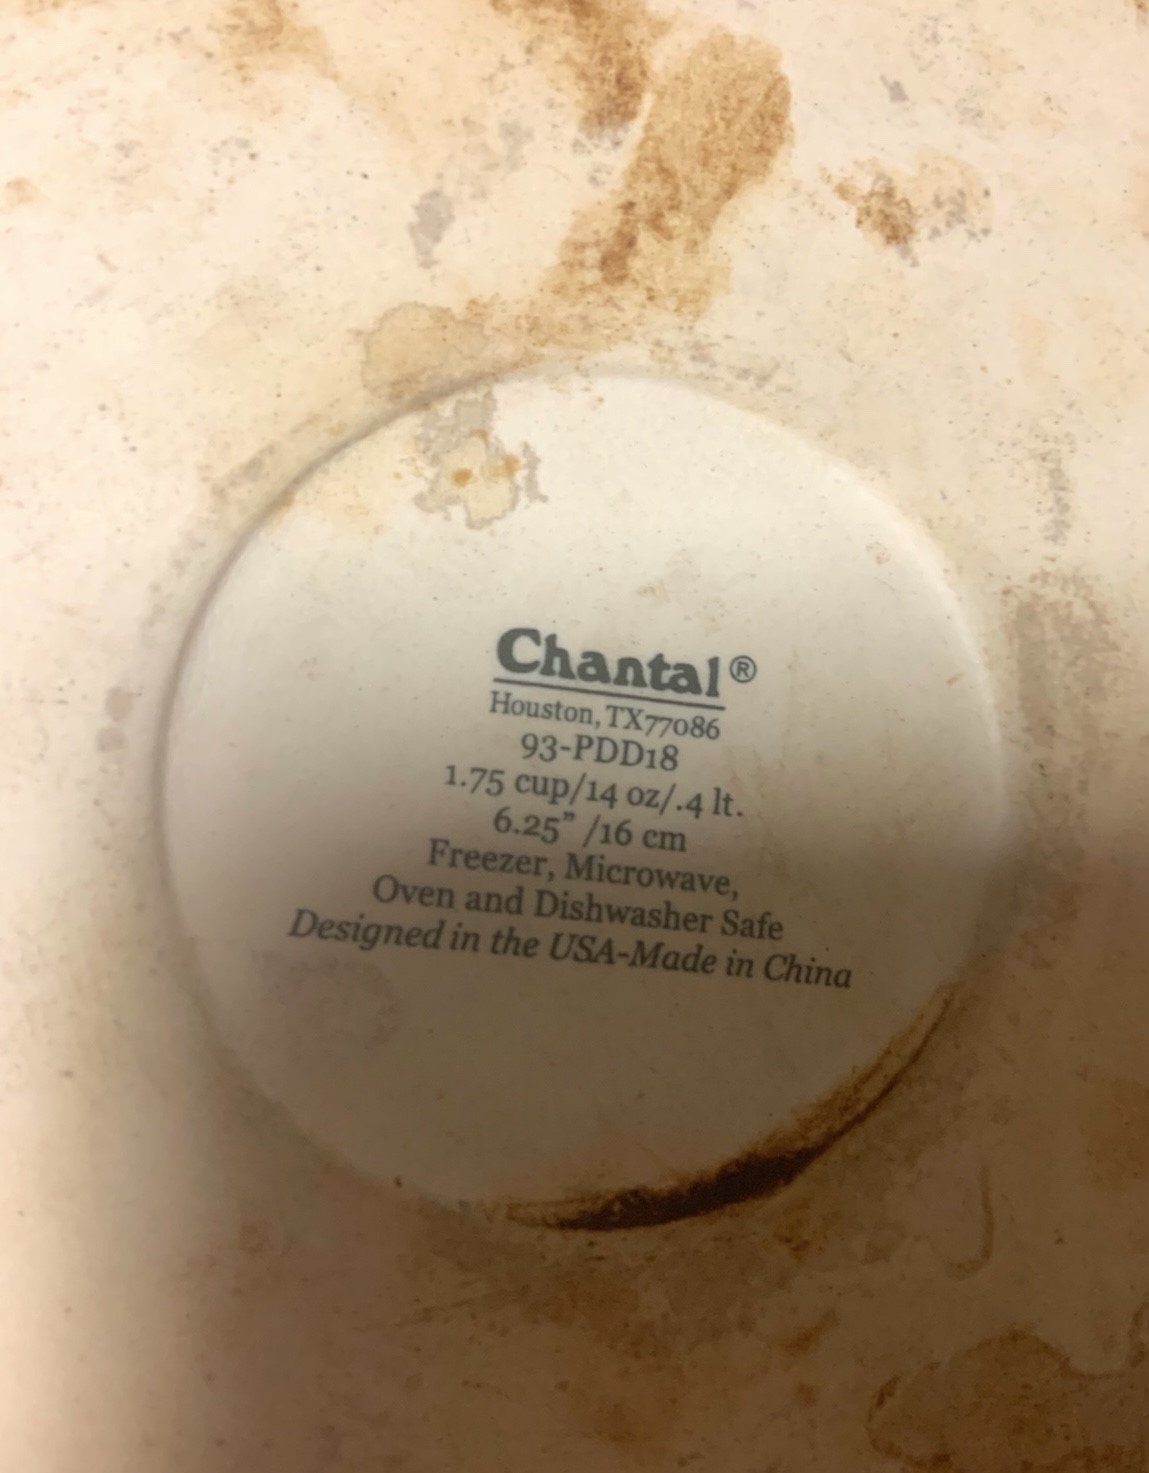 Chantal®
Houston, TX77086
93-PDD18
1.75 cup/14 oz/.4 lt.
6.25” /16 cm
Freezer, Microwave,
Oven and Dishwasher Safe
Designed in the USA-Made in China